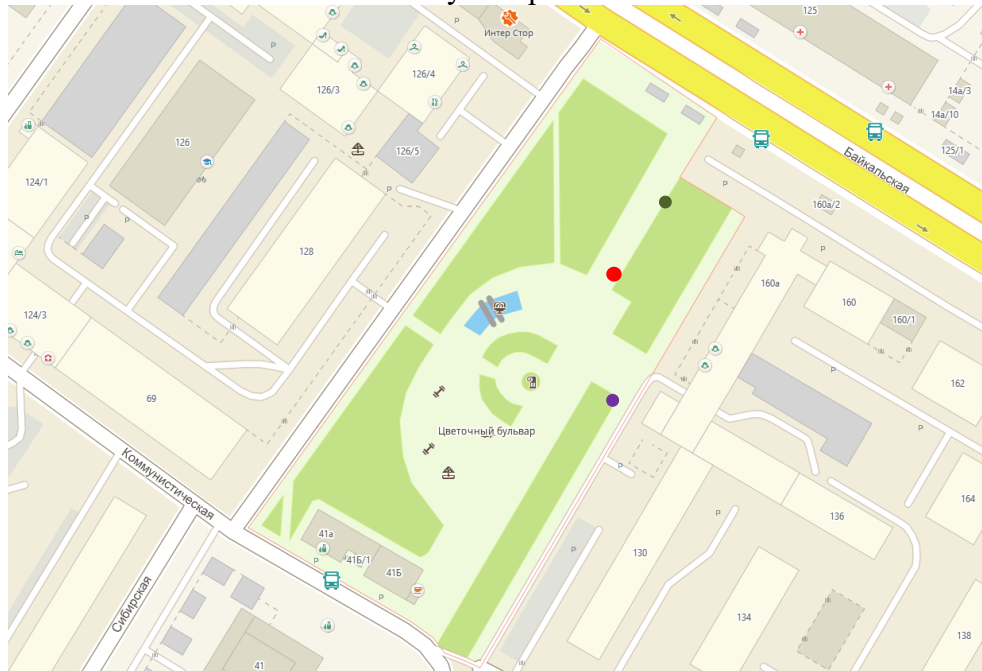 125
Интер Стор
126/4
126/3
14а/3
14а/10
125/1
126
126/5
Байкальская
124/1
160а/2
128
160а
160
160/1
124/3
162
69
Цветочный бульвар
Коммунистическая
164
136
41а
130
41Б/1
41Б
Сибирская
134
138
41
P
P
P
P
P
P
P
P
P
P
P
P
P